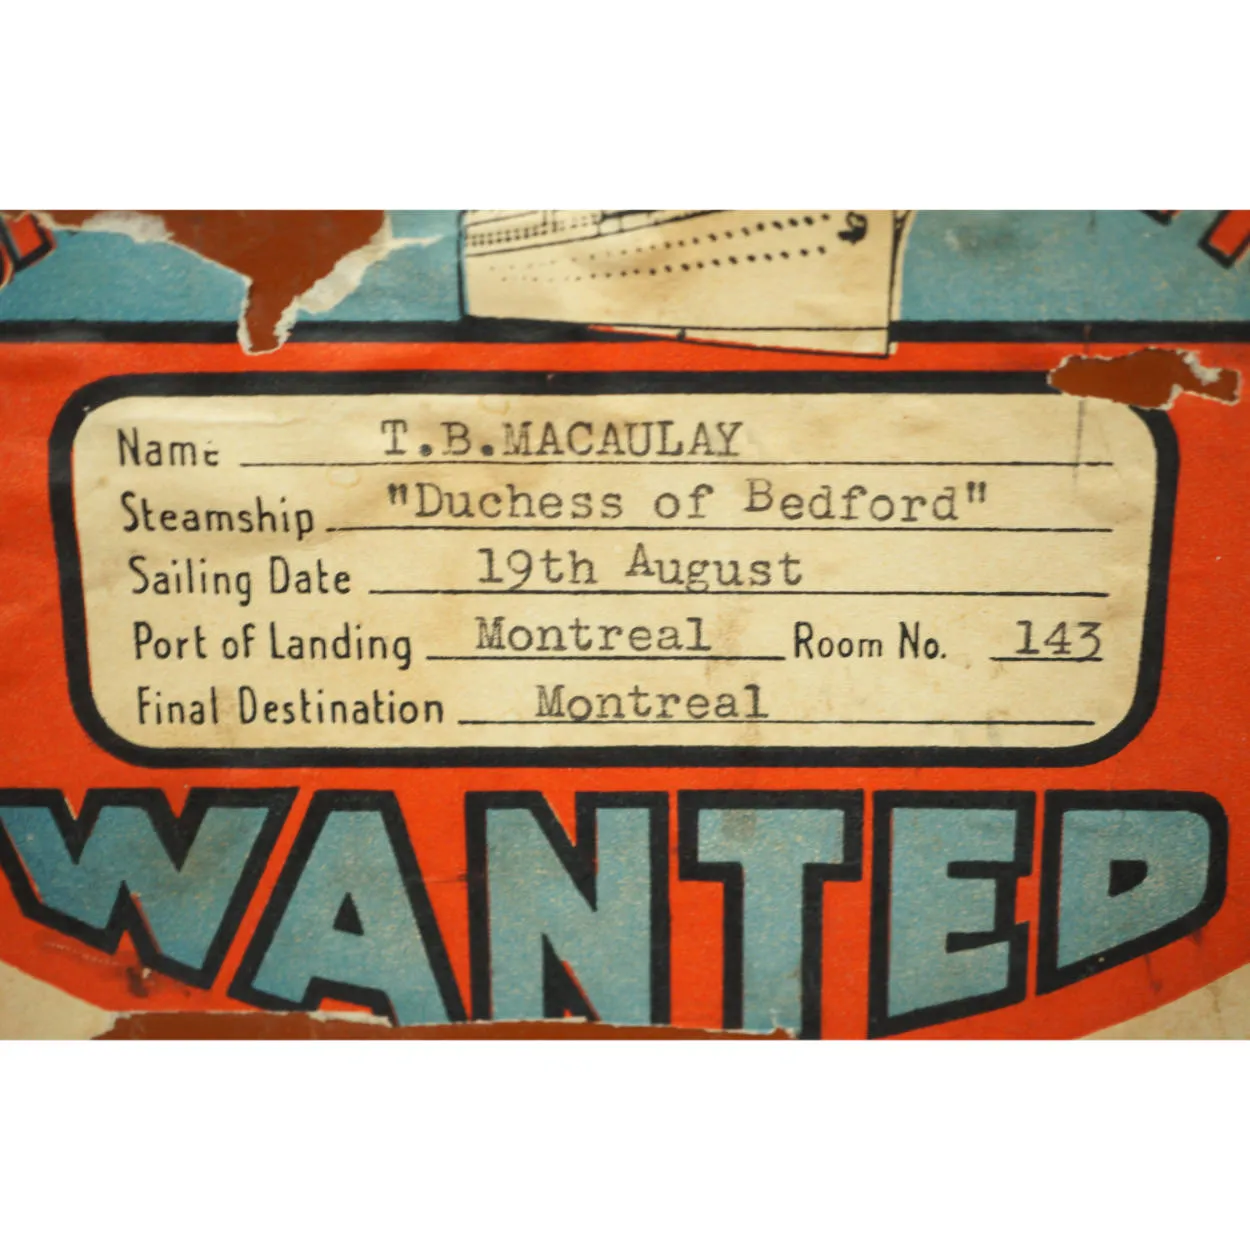 Name T.B.MACAULAY
Steamship "Duchess of Bedford"
Sailing Date 19th August
Port of Landing Montreal Room No. 143
Final Destination Montreal
WANTED